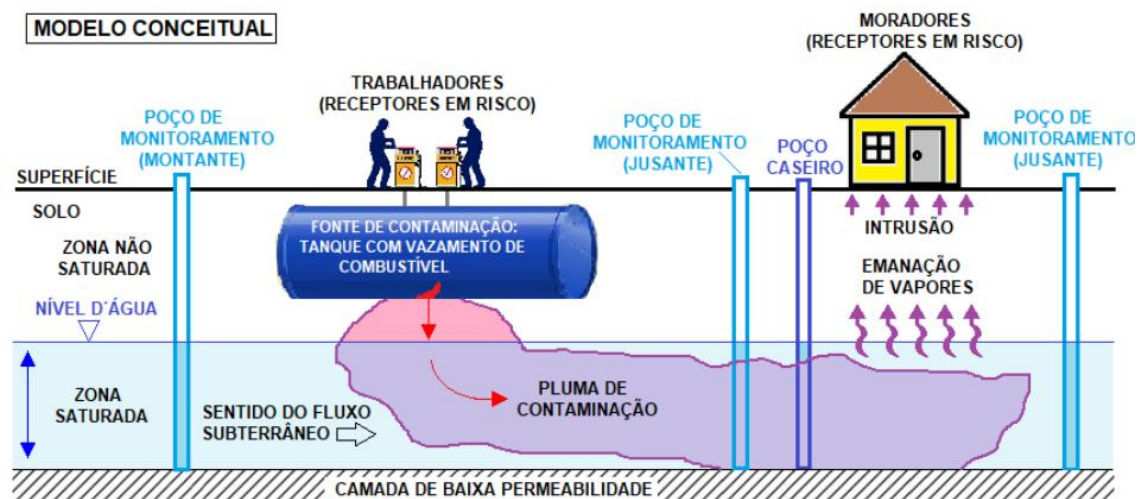 MODELO CONCEITUAL
MORADORES
(RECEPTORES EM RISCO)
TRABALHADORES
(RECEPTORES EM RISCO)
POÇO DE
MONITORAMENTO
(MONTANTE)
POÇO DE
MONITORAMENTO
(JUSANTE)
POÇO
CASEIRO
POÇO DE
MONITORAMENTO
(JUSANTE)
SUPERFÍCIE
SOLO
ZONA NÃO
SATURADA
FONTE DE CONTAMINAÇÃO:
TANQUE COM VAZAMENTO DE
COMBUSTÍVEL
INTRUSÃO
EMANAÇÃO
DE VAPORES
NÍVEL D´ÁGUA
ZONA
SATURADA
SENTIDO DO FLUXO
SUBTERRÂNEO
PLUMA DE
CONTAMINAÇÃO
CAMADA DE BAIXA PERMEABILIDADE